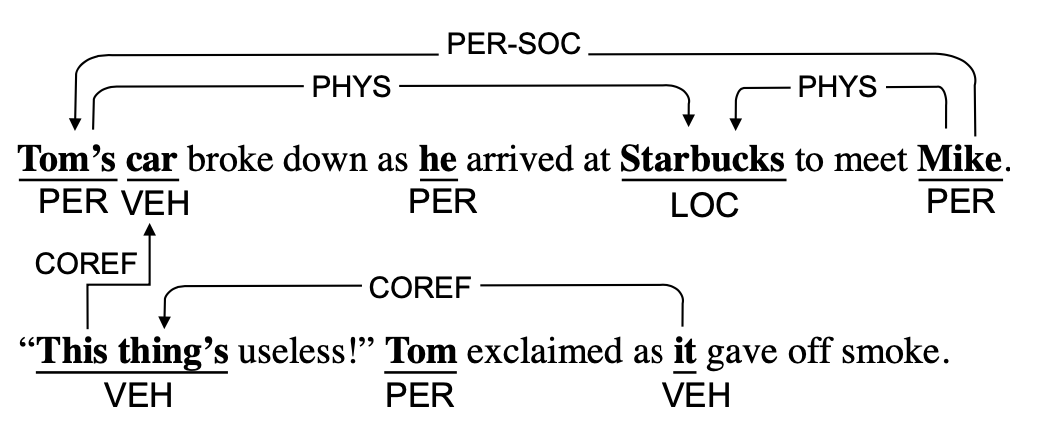 PER-SOC
PHYS PHYS
Tom’s car broke down as he arrived at Starbucks to meet Mike.
PER VEH PER LOC PER
COREF
COREF
“This thing’s useless!” Tom exclaimed as it gave off smoke.
VEH PER VEH